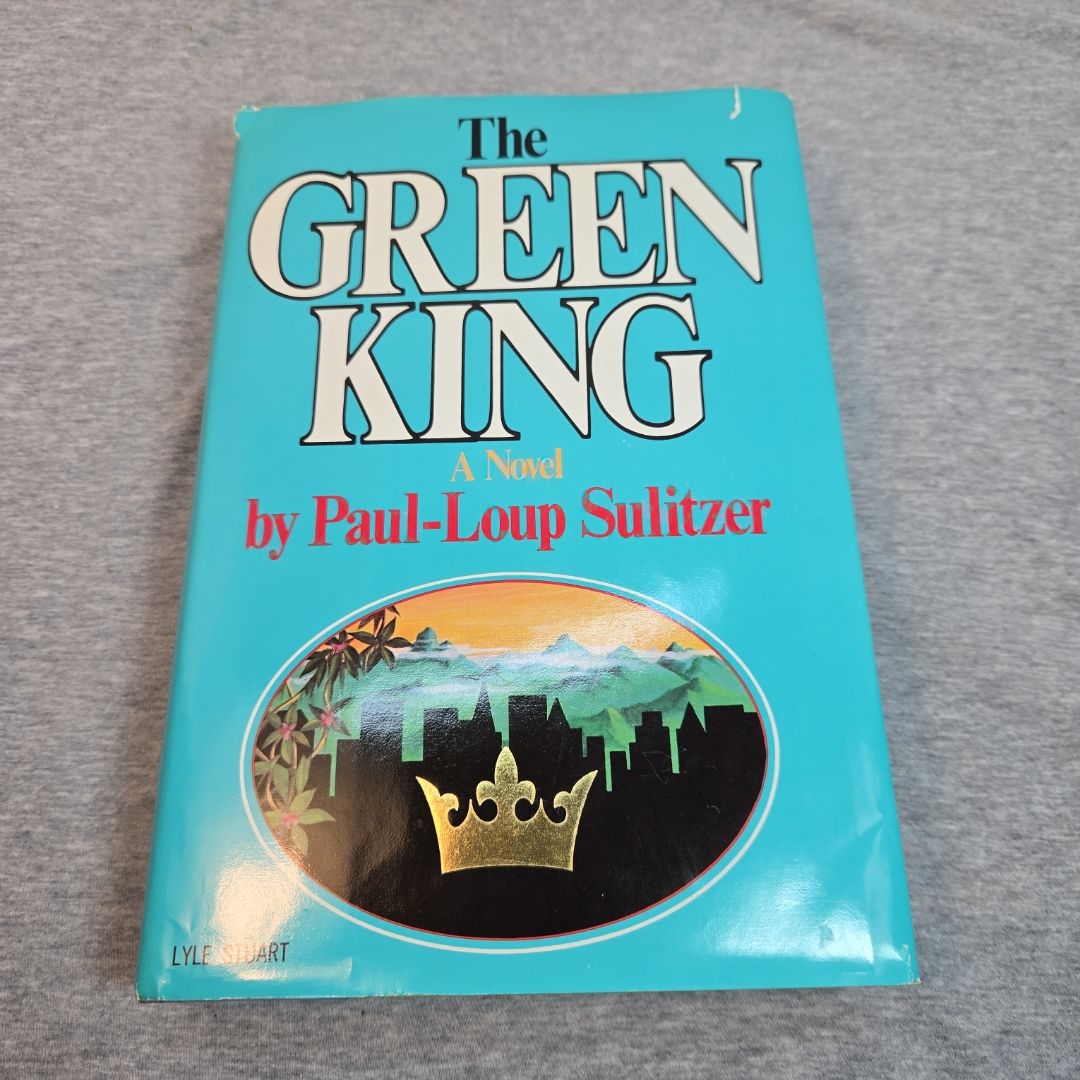 The
GREEN
KING
A Novel
by Paul-Loup Sulitzer
LYLE STUART